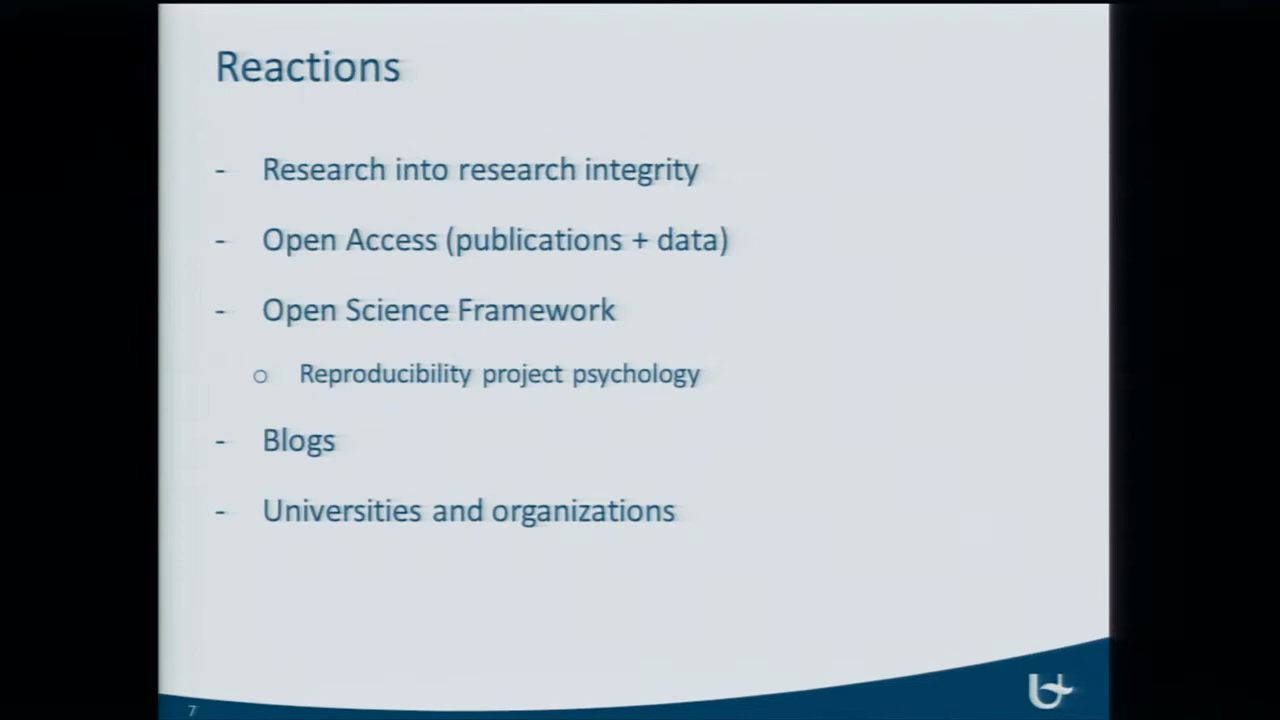 Reactions
- Research into research integrity
- Open Access (publications + data)
- Open Science Framework
o Reproducibility project psychology
- Blogs
- Universities and organizations
7